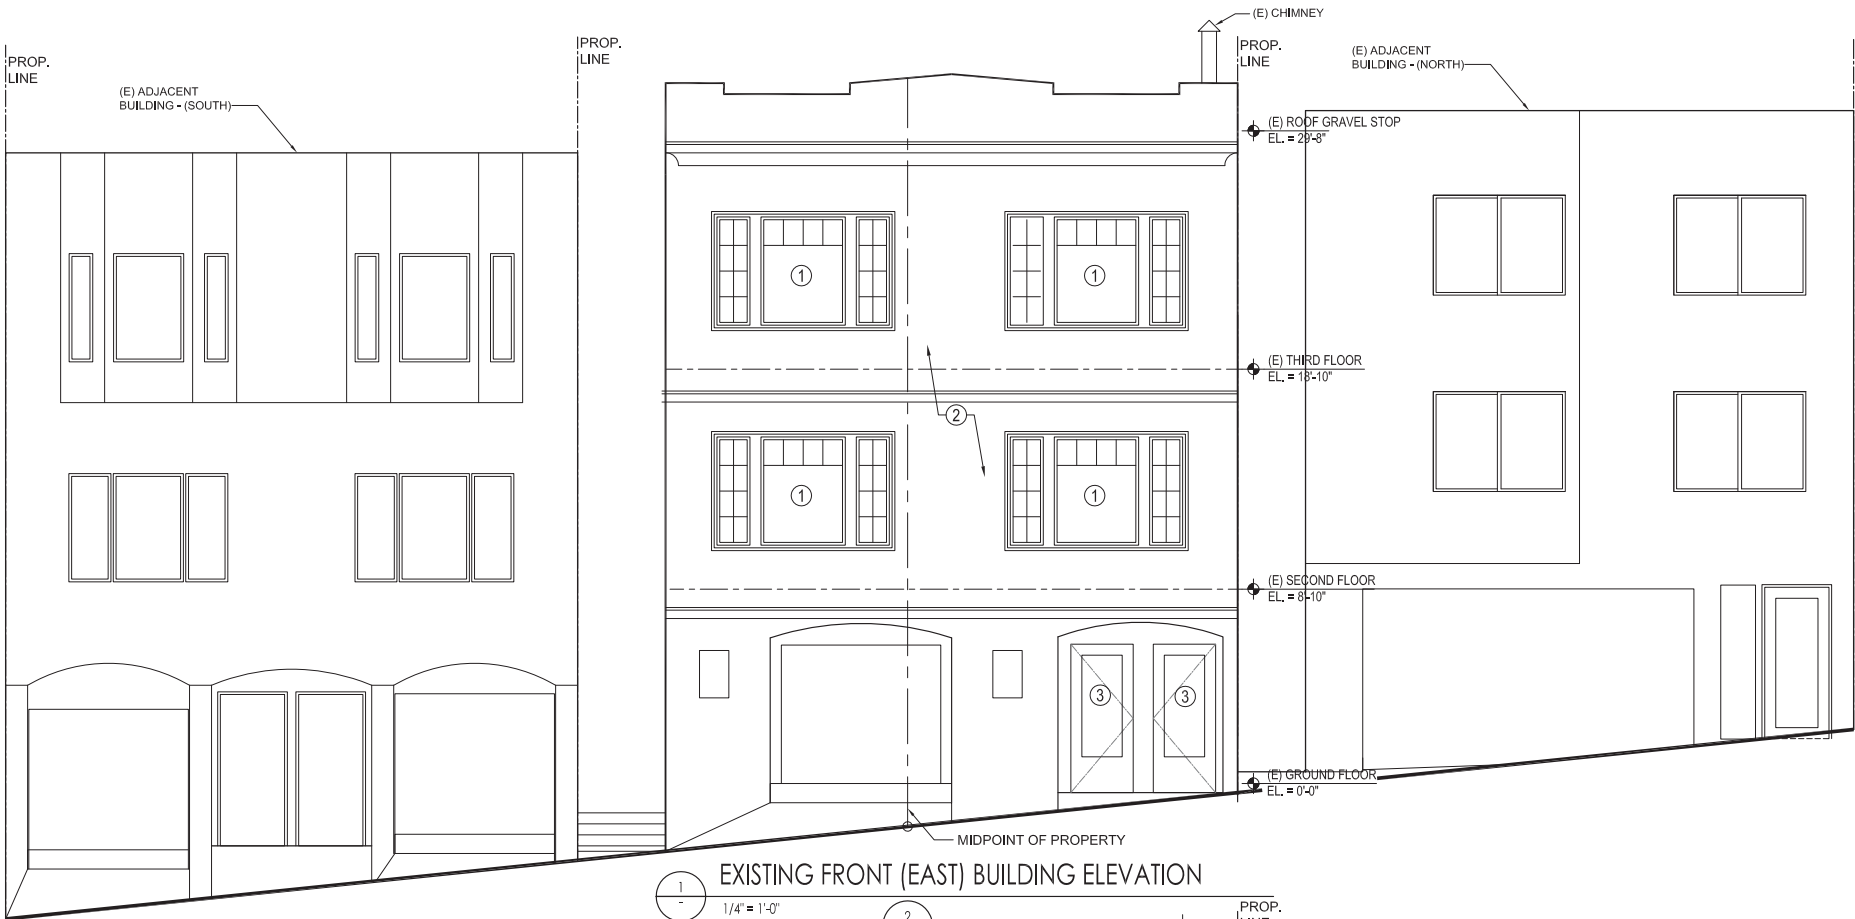 (E) CHIMNEY
PROP.
LINE
PROP.
LINE
PROP.
LINE
(E) ADJACENT
BUILDING - (NORTH)
(E) ADJACENT
BUILDING - (SOUTH)
(E) ROOF GRAVEL STOP
EL. = 29'-8"
1
1
(E) THIRD FLOOR
EL. = 18'-10"
2
1
1
(E) SECOND FLOOR
EL. = 8'-10"
3
3
(E) GROUND FLOOR
EL. = 0'-0"
MIDPOINT OF PROPERTY
1
-
EXISTING FRONT (EAST) BUILDING ELEVATION
1/4" = 1'-0"
2
PROP.